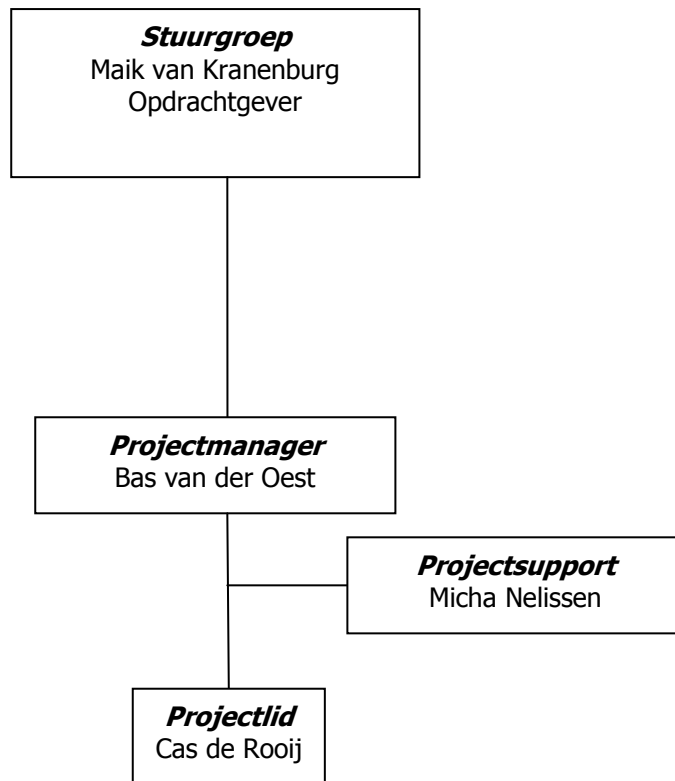 Stuurgroep
Maik van Kranenburg
Opdrachtgever
Projectmanager
Bas van der Oest
Projectsupport
Micha Nelissen
Projectlid
Cas de Rooij